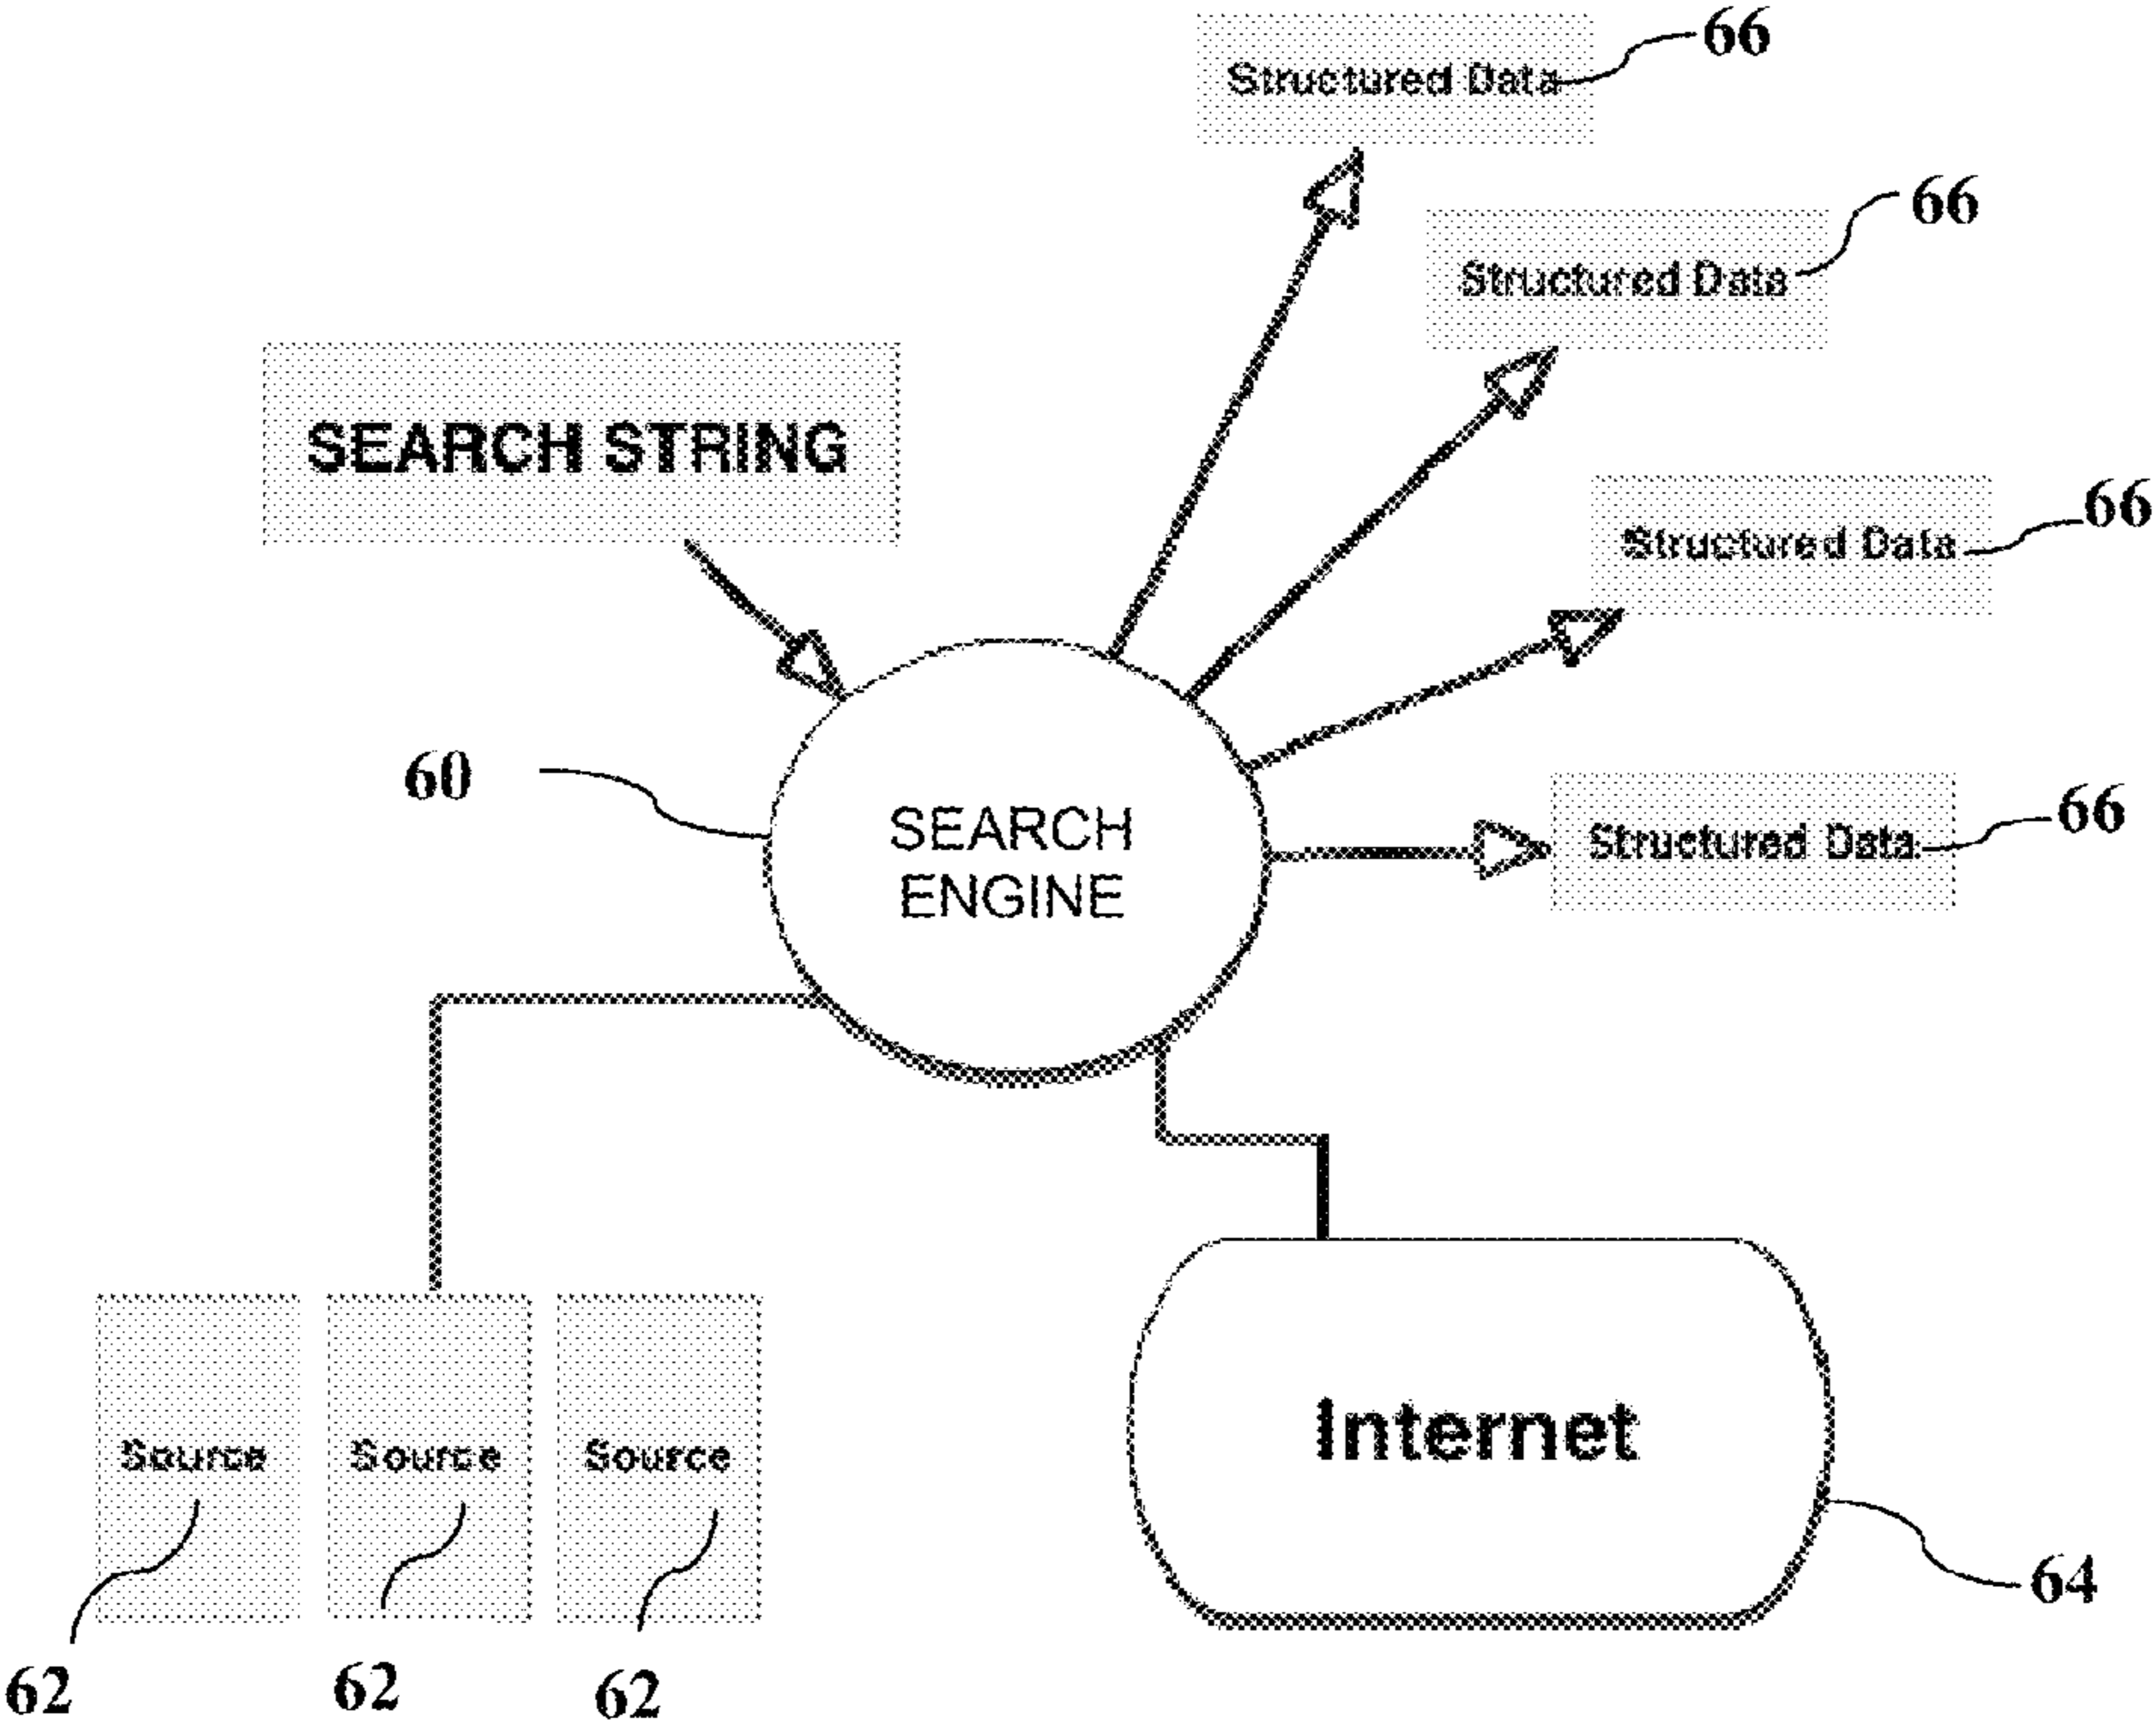 66
Structured Data
66
Structured Data
SEARCH STRING
66
Structured Data
60
SEARCH
ENGINE
66
Structured Data
Source
Source
Source
Internet
64
62
62
62